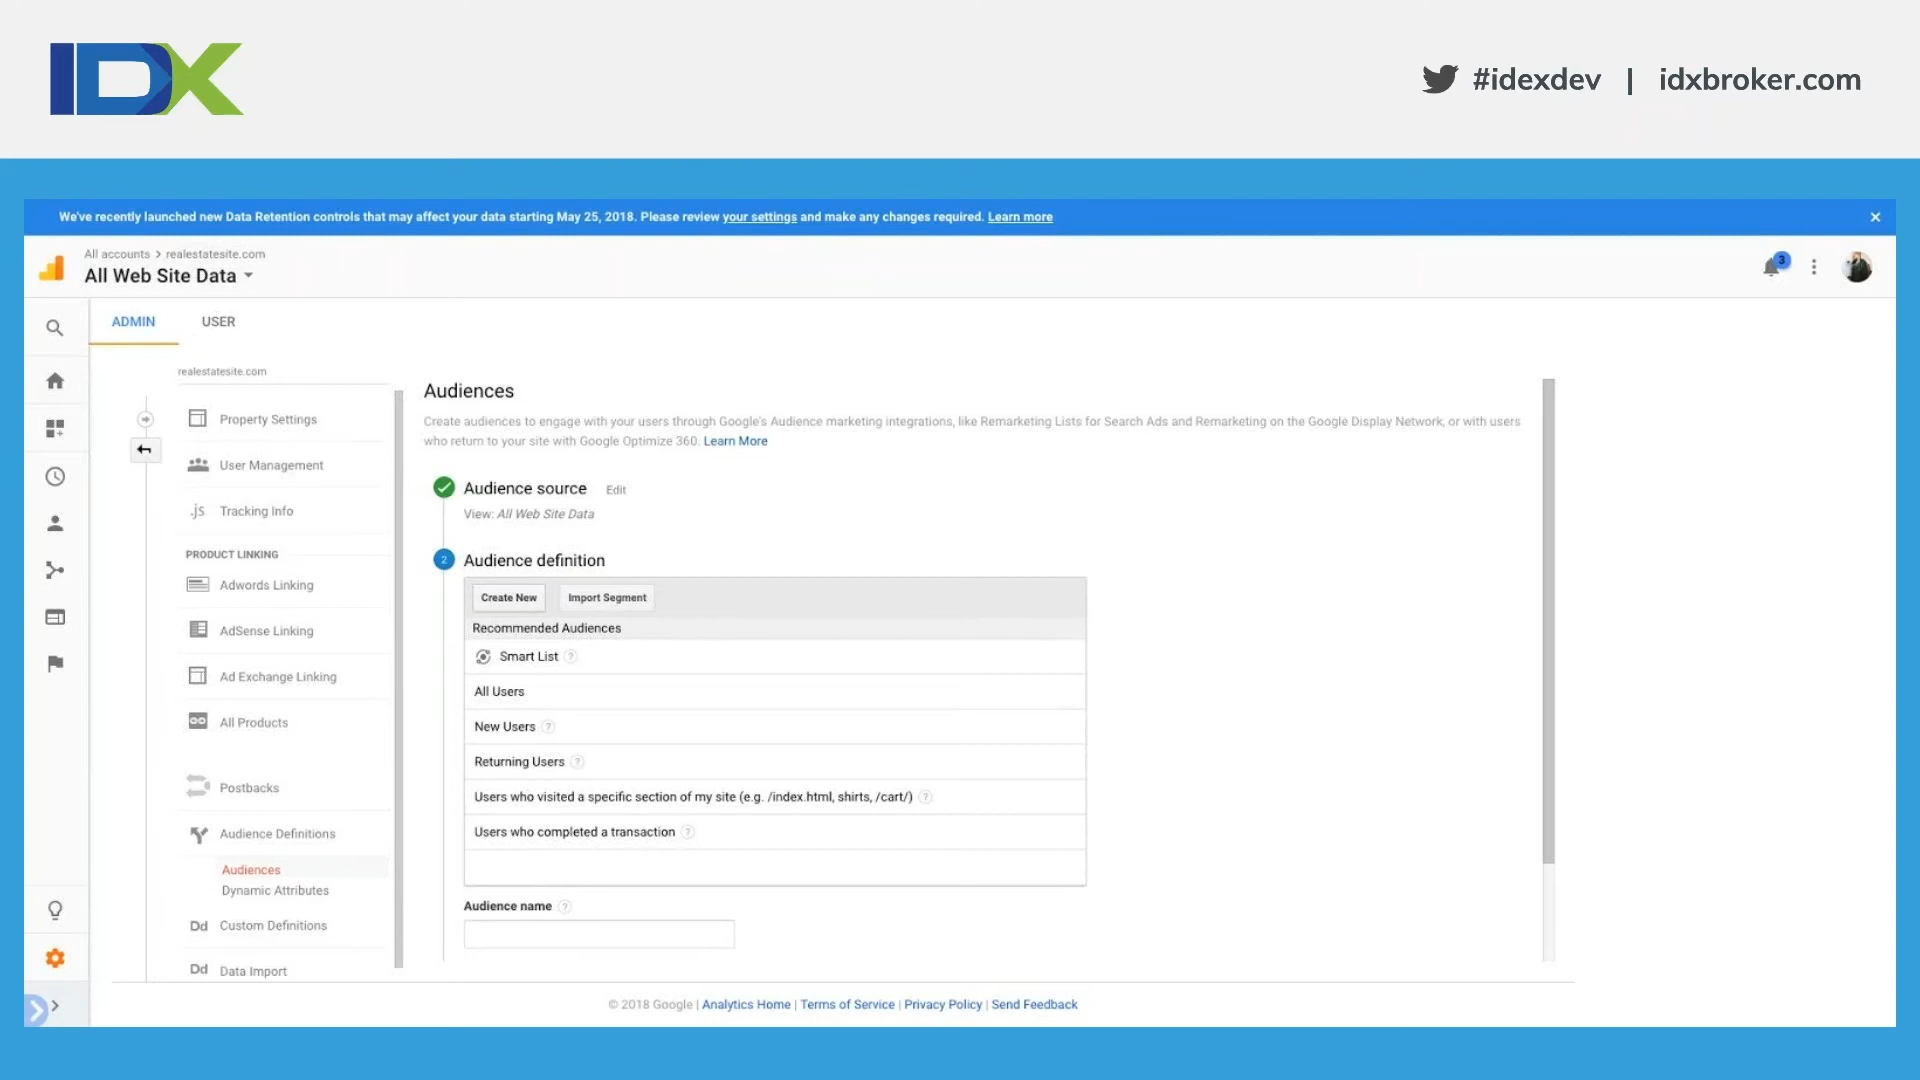 IDX
#idexdev | idxbroker.com
We've recently launched new Data Retention controls that may affect your data starting May 25, 2018. Please review your settings and make any changes required. Learn more
All accounts > realestatesite.com
All Web Site Data
3
ADMIN USER
realestatesite.com
Property Settings
User Management
.js Tracking Info
PRODUCT LINKING
Adwords Linking
AdSense Linking
Ad Exchange Linking
All Products
Postbacks
Audience Definitions
Audiences
Dynamic Attributes
Dd Custom Definitions
Dd Data Import
Audiences
Create audiences to engage with your users through Google's Audience marketing integrations, like Remarketing Lists for Search Ads and Remarketing on the Google Display Network, or with users
who return to your site with Google Optimize 360. Learn More
Audience source Edit
View: All Web Site Data
2 Audience definition
Create New Import Segment
Recommended Audiences
Smart List ?
All Users
New Users ?
Returning Users ?
Users who visited a specific section of my site (e.g. /index.html, shirts, /cart/) ?
Users who completed a transaction ?
Audience name ?
© 2018 Google | Analytics Home | Terms of Service | Privacy Policy | Send Feedback